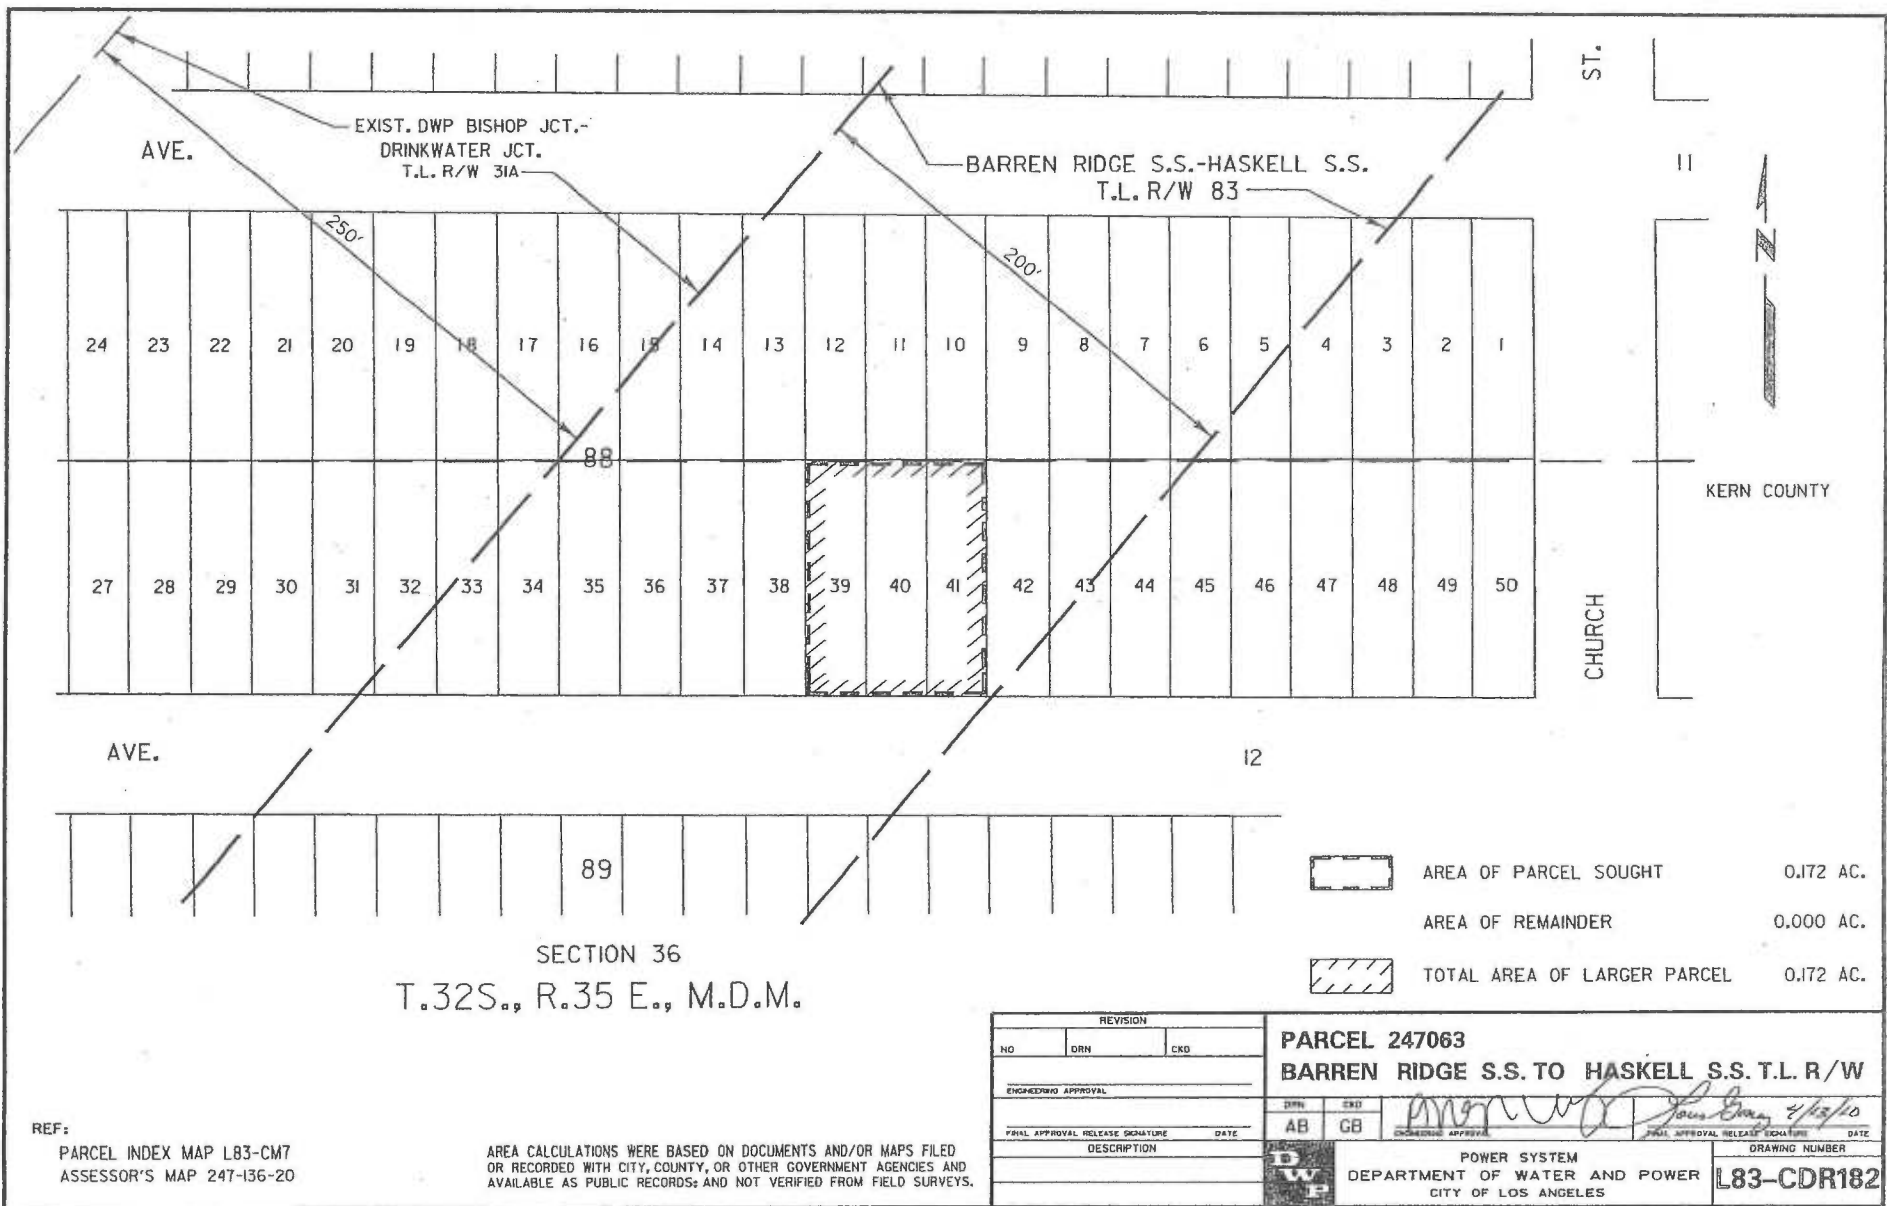 ST.
EXIST. DWP BISHOP JCT.-
DRINKWATER JCT.
T.L. R/W 31A
AVE.
BARREN RIDGE S.S.-HASKELL S.S.
T.L. R/W 83
11
N
250'
200'
24 23 22 21 20 19 18 17 16 15 14 13 12 11 10 9 8 7 6 5 4 3 2 1
88
KERN COUNTY
27 28 29 30 31 32 33 34 35 36 37 38 39 40 41 42 43 44 45 46 47 48 49 50
CHURCH
AVE.
12
89
AREA OF PARCEL SOUGHT 0.172 AC.
AREA OF REMAINDER 0.000 AC.
TOTAL AREA OF LARGER PARCEL 0.172 AC.
SECTION 36
T.32S., R.35 E., M.D.M.
REVISION
NO DRN CKD
ENGINEERING APPROVAL
FINAL APPROVAL RELEASE SIGNATURE DATE
DESCRIPTION
PARCEL 247063
BARREN RIDGE S.S. TO HASKELL S.S. T.L. R/W
DRN CKD
AB GB
ENGINEERING APPROVAL
4/13/10
FINAL APPROVAL RELEASE SIGNATURE DATE
DWP
POWER SYSTEM
DEPARTMENT OF WATER AND POWER
CITY OF LOS ANGELES
DRAWING NUMBER
L83-CDR182
REF:
PARCEL INDEX MAP L83-CM7
ASSESSOR'S MAP 247-136-20
AREA CALCULATIONS WERE BASED ON DOCUMENTS AND/OR MAPS FILED
OR RECORDED WITH CITY, COUNTY, OR OTHER GOVERNMENT AGENCIES AND
AVAILABLE AS PUBLIC RECORDS; AND NOT VERIFIED FROM FIELD SURVEYS.